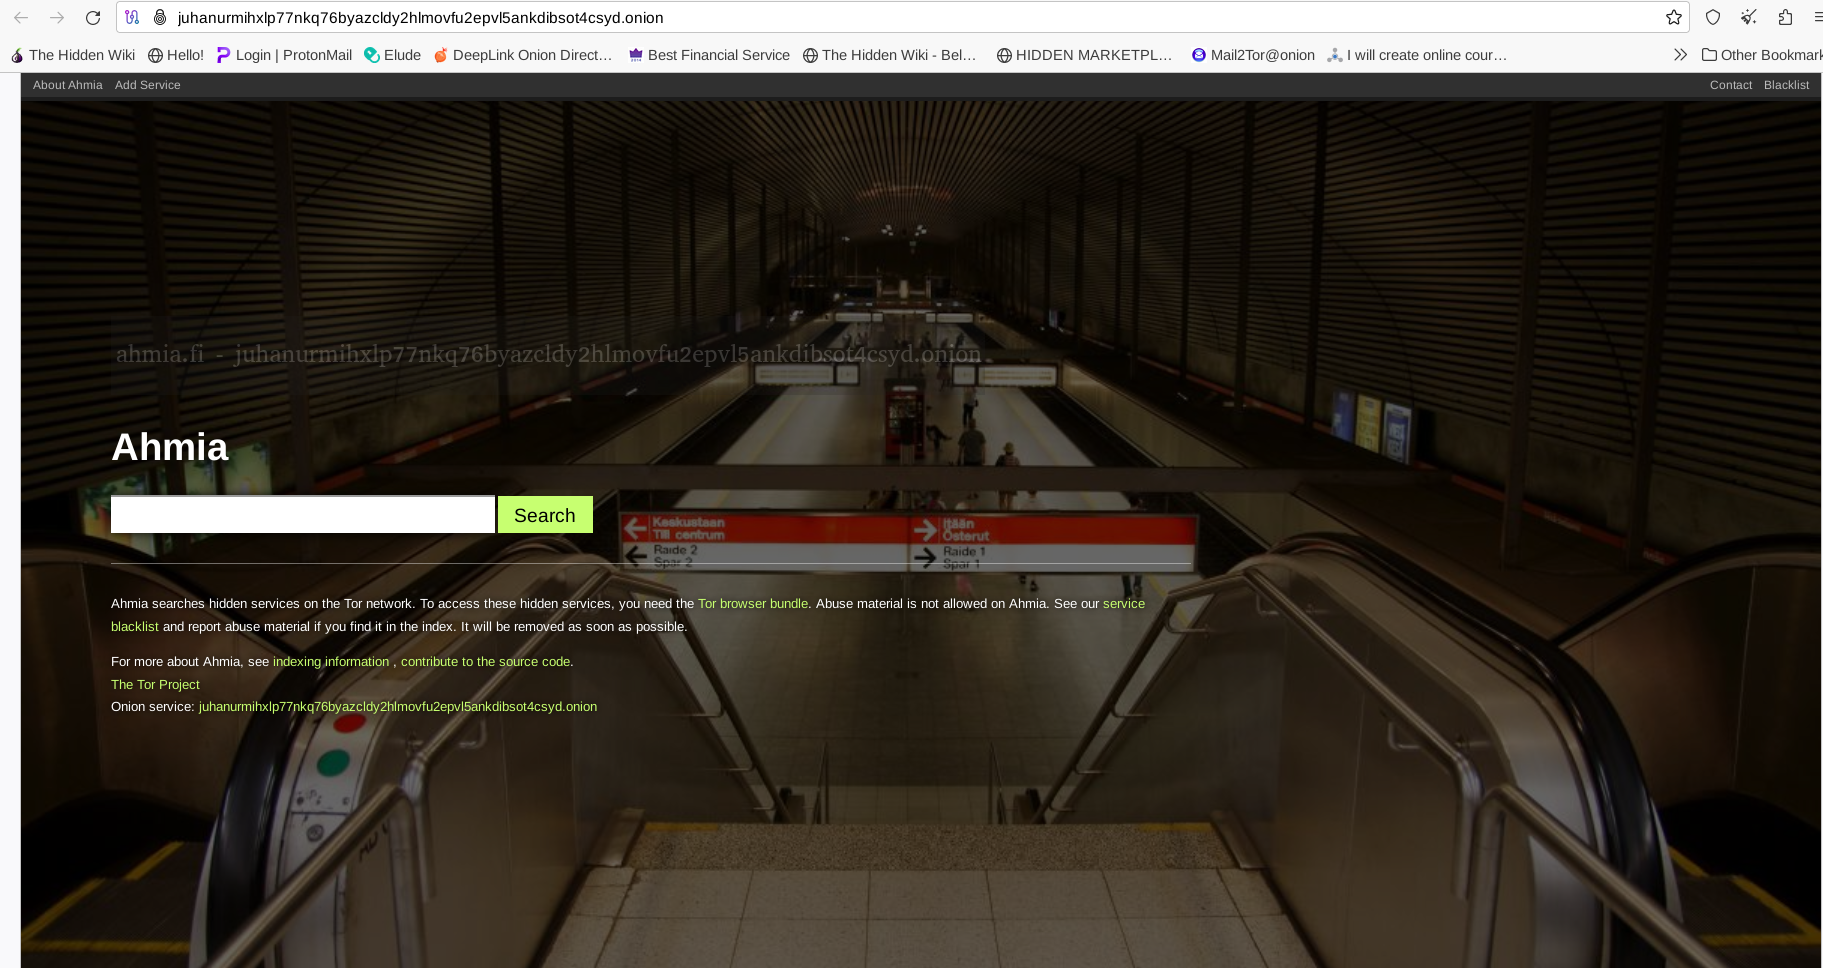 juhanurmihxlp77nkq76byazcldy2hlmovfu2epvl5ankdibsot4csyd.onion
The Hidden Wiki Hello! Login | ProtonMail Elude DeepLink Onion Direct… Best Financial Service The Hidden Wiki - Bel… HIDDEN MARKETPL… Mail2Tor@onion I will create online cour… Other Bookmark
About Ahmia Add Service Contact Blacklist
ahmia.fi - juhanurmihxlp77nkq76byazcldy2hlmovfu2epvl5ankdibsot4csyd.onion
Ahmia
Search
Keskustaan
Till centrum
Itään
Österut
Raide 2
Spar 2
Raide 1
Spar 1
Ahmia searches hidden services on the Tor network. To access these hidden services, you need the Tor browser bundle. Abuse material is not allowed on Ahmia. See our service
blacklist and report abuse material if you find it in the index. It will be removed as soon as possible.
For more about Ahmia, see indexing information , contribute to the source code.
The Tor Project
Onion service: juhanurmihxlp77nkq76byazcldy2hlmovfu2epvl5ankdibsot4csyd.onion